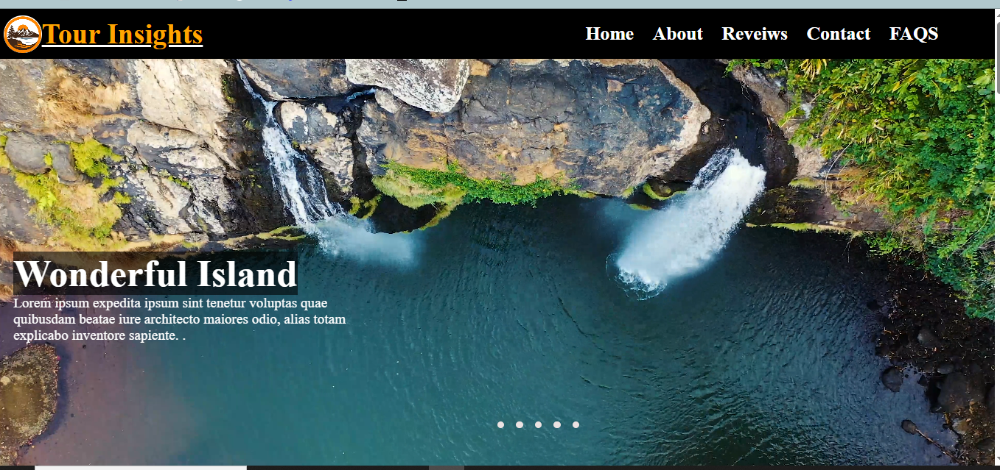 Tour Insights
Home About Reveiws Contact FAQS
Wonderful Island
Lorem ipsum expedita ipsum sint tenetur voluptas quae
quibusdam beatae iure architecto maiores odio, alias totam
explicabo inventore sapiente. .